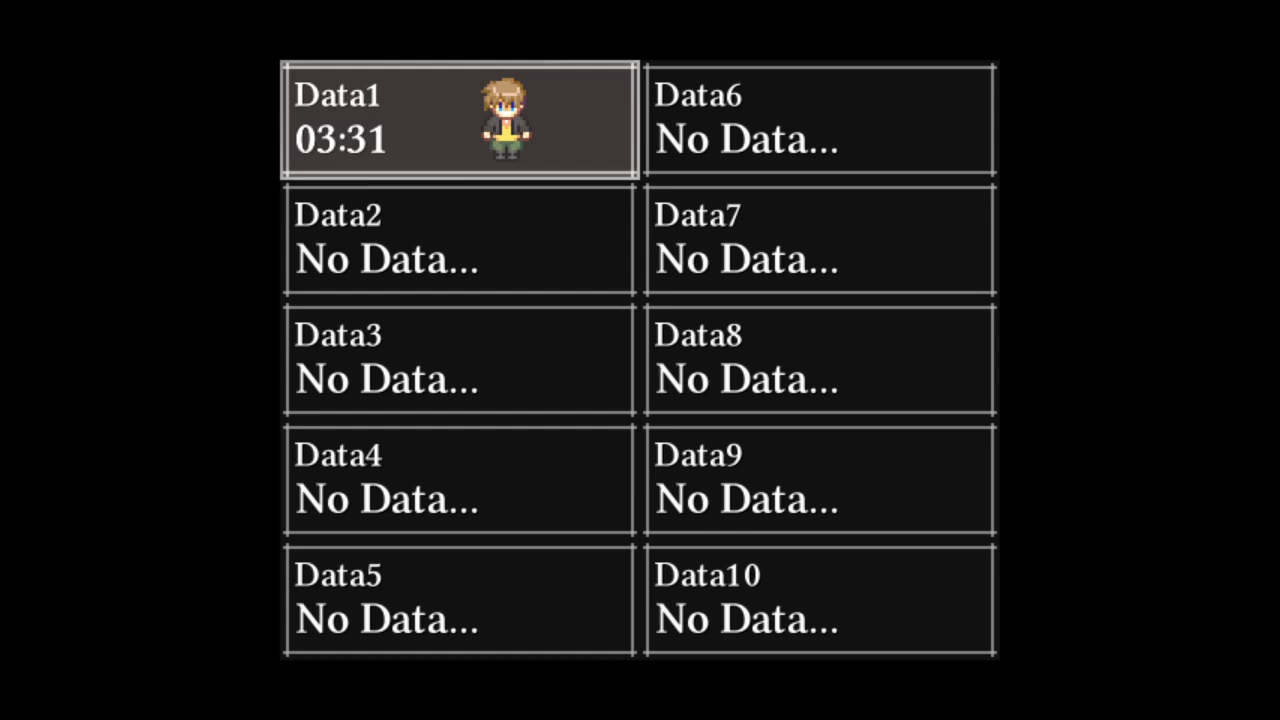 Data1
03:31
Data2
No Data...
Data3
No Data...
Data4
No Data...
Data5
No Data...
Data6
No Data...
Data7
No Data...
Data8
No Data...
Data9
No Data...
Data10
No Data...